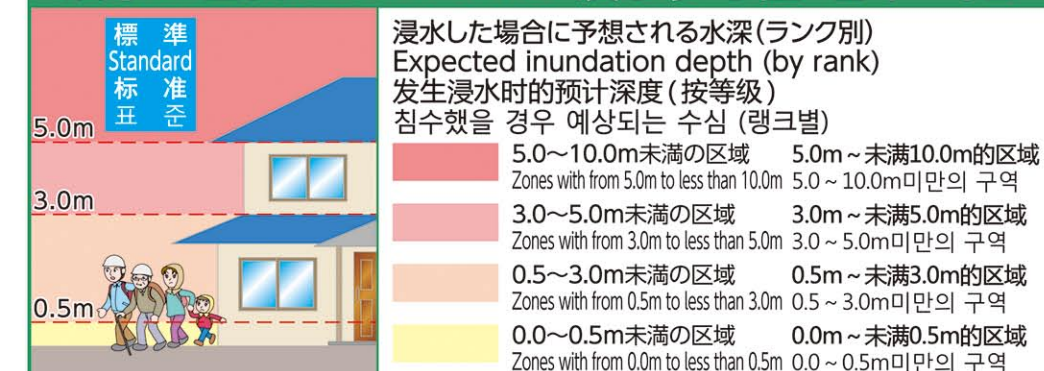 標 準
Standard
标 准
표 준
5.0m
3.0m
0.5m
浸水した場合に予想される水深(ランク別)
Expected inundation depth (by rank)
发生浸水时的预计深度(按等级)
침수했을 경우 예상되는 수심 (랭크별)
5.0～10.0m未満の区域 5.0m～未满10.0m的区域
Zones with from 5.0m to less than 10.0m 5.0～10.0m미만의 구역
3.0～5.0m未満の区域 3.0m～未满5.0m的区域
Zones with from 3.0m to less than 5.0m 3.0～5.0m미만의 구역
0.5～3.0m未満の区域 0.5m～未满3.0m的区域
Zones with from 0.5m to less than 3.0m 0.5～3.0m미만의 구역
0.0～0.5m未満の区域 0.0m～未满0.5m的区域
Zones with from 0.0m to less than 0.5m 0.0～0.5m미만의 구역